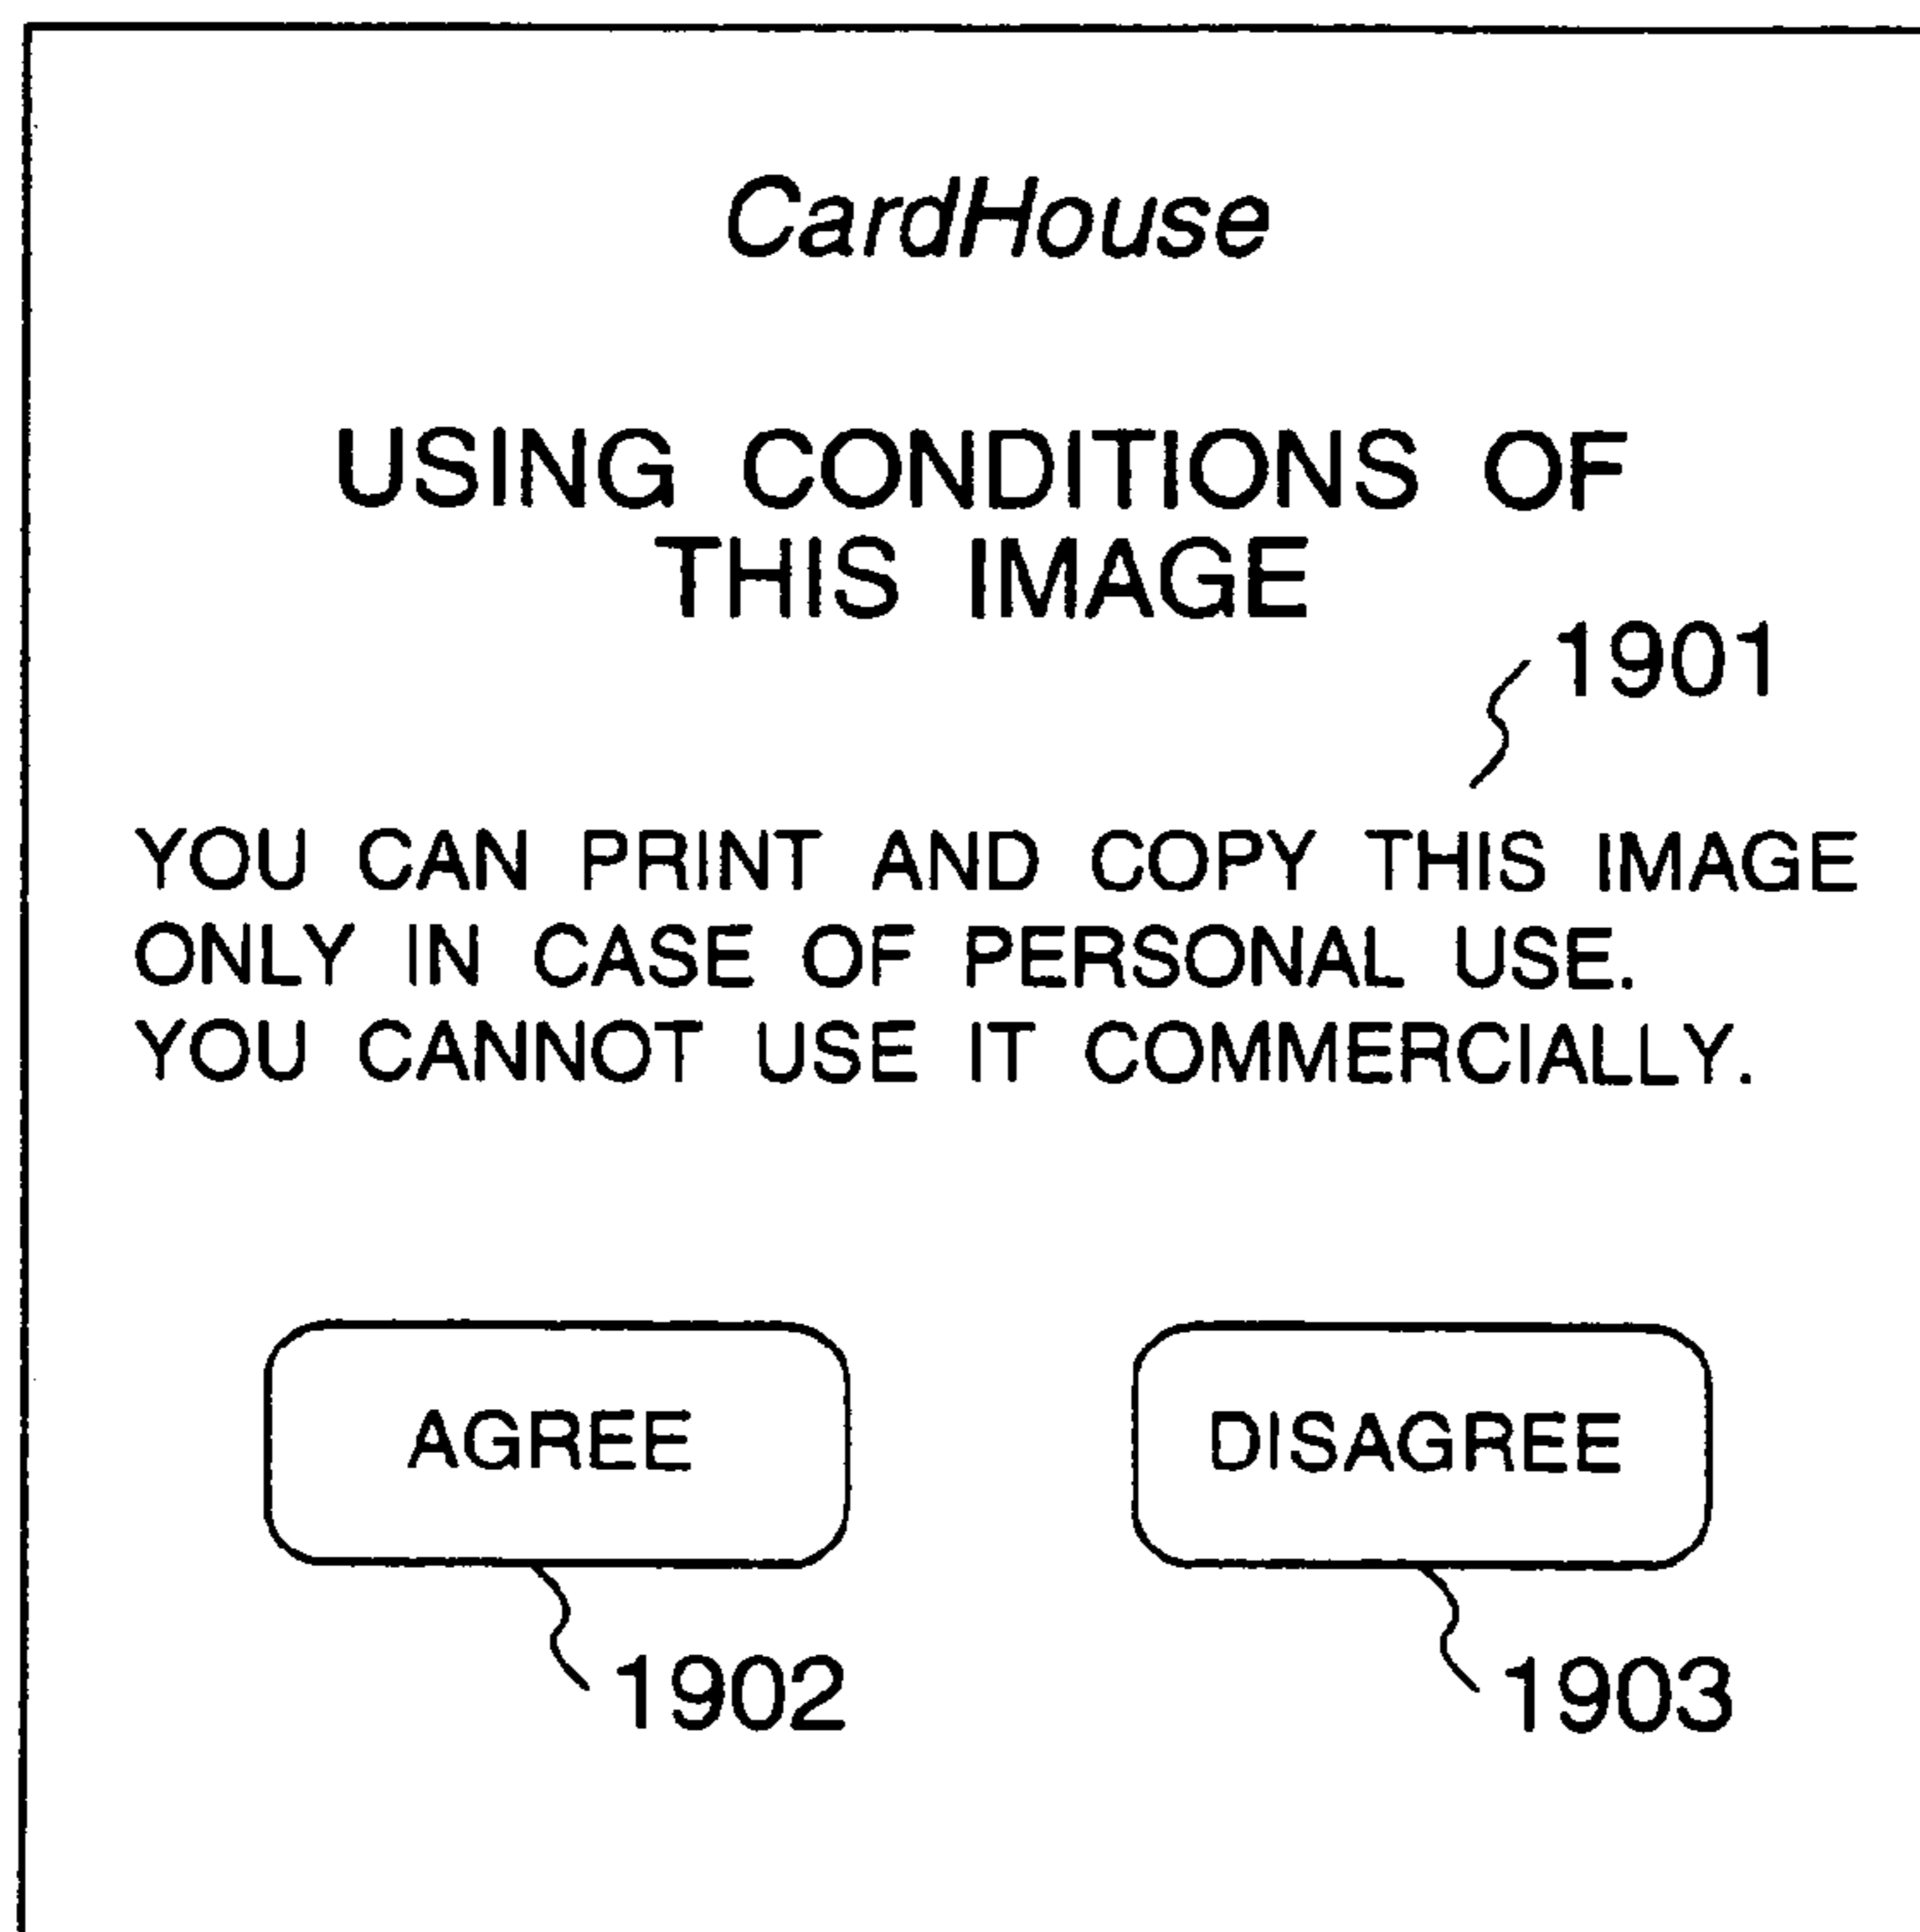 CardHouse
USING CONDITIONS OF
THIS IMAGE
1901
YOU CAN PRINT AND COPY THIS IMAGE
ONLY IN CASE OF PERSONAL USE.
YOU CANNOT USE IT COMMERCIALLY.
AGREE DISAGREE
1902 1903